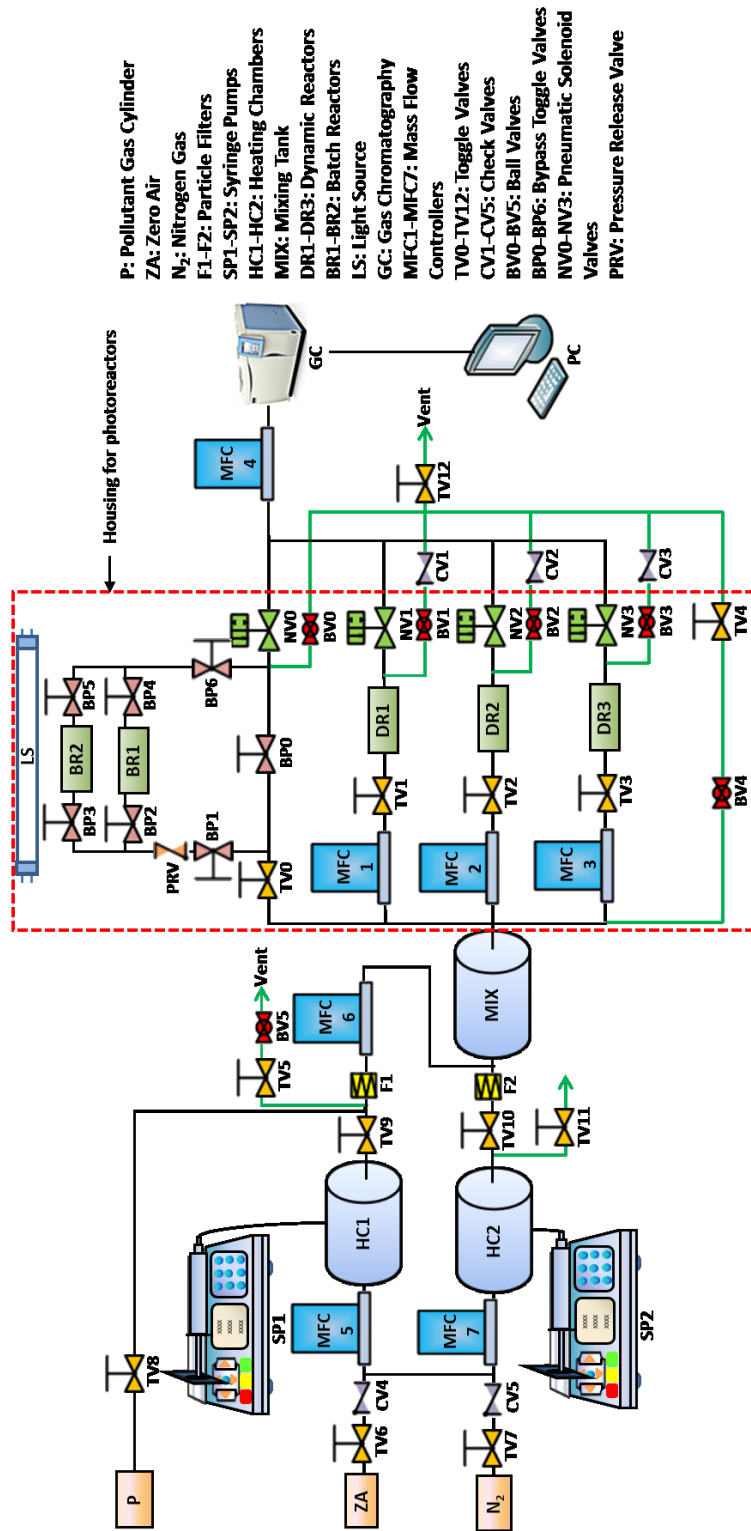 P: Pollutant Gas Cylinder
ZA: Zero Air
N2: Nitrogen Gas
F1-F2: Particle Filters
SP1-SP2: Syringe Pumps
HC1-HC2: Heating Chambers
MIX: Mixing Tank
DR1-DR3: Dynamic Reactors
BR1-BR2: Batch Reactors
LS: Light Source
GC: Gas Chromatography
MFC1-MFC7: Mass Flow
Controllers
TV0-TV12: Toggle Valves
CV1-CV5: Check Valves
BV0-BV5: Ball Valves
BP0-BP6: Bypass Toggle Valves
NV0-NV3: Pneumatic Solenoid
Valves
PRV: Pressure Release Valve
Housing for photoreactors
P
TV8
SP1
xxxx
xxxx
ZA
TV6
CV4
MFC
5
HC1
TV9
F1
TV5
BV5
Vent
MFC
6
N2
TV7
CV5
MFC
7
HC2
TV10
F2
TV11
SP2
xxxx
xxxx
MIX
LS
BP3
BR2
BP5
BP2
BR1
BP4
PRV
BP1
BP6
TV0
BP0
NV0
BV0
MFC
1
TV1
DR1
NV1
BV1
CV1
MFC
2
TV2
DR2
NV2
BV2
CV2
MFC
3
TV3
DR3
NV3
BV3
CV3
BV4
TV4
TV12
Vent
MFC
4
GC
PC